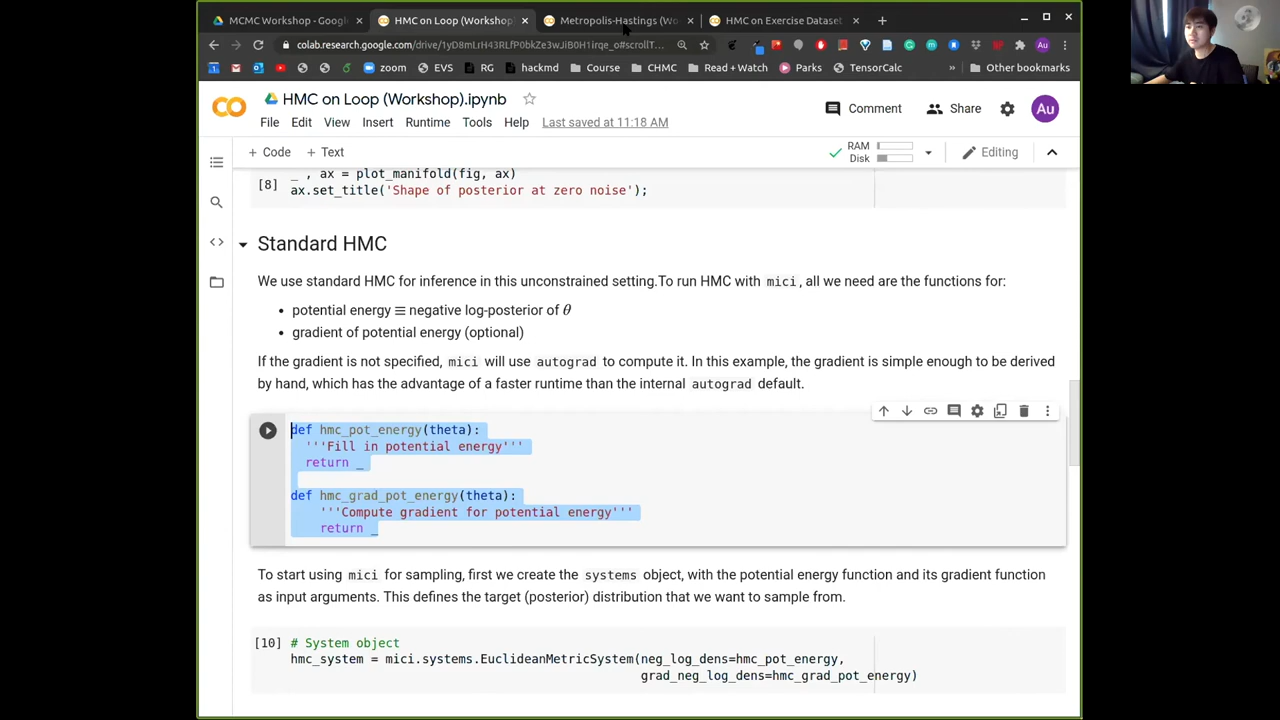 MCMC Workshop - Google
HMC on Loop (Workshop)
Metropolis-Hastings (Wo
HMC on Exercise Dataset
colab.research.google.com/drive/1yD8mLrH43RLfP0bkZe3wJiB0H1irqe_o#scrollT...
Au
zoom
EVS
RG
hackmd
Course
CHMC
Read + Watch
Parks
TensorCalc
»
Other bookmarks
HMC on Loop (Workshop).ipynb
Comment
Share
Au
File Edit View Insert Runtime Tools Help Last saved at 11:18 AM
+ Code + Text
RAM
Disk
Editing
_ , ax = plot_manifold(fig, ax)
[8] ax.set_title('Shape of posterior at zero noise');
Standard HMC
We use standard HMC for inference in this unconstrained setting.To run HMC with mici, all we need are the functions for:
• potential energy ≡ negative log-posterior of θ
• gradient of potential energy (optional)
If the gradient is not specified, mici will use autograd to compute it. In this example, the gradient is simple enough to be derived
by hand, which has the advantage of a faster runtime than the internal autograd default.
def hmc_pot_energy(theta):
'''Fill in potential energy'''
return _
def hmc_grad_pot_energy(theta):
'''Compute gradient for potential energy'''
return _
To start using mici for sampling, first we create the systems object, with the potential energy function and its gradient function
as input arguments. This defines the target (posterior) distribution that we want to sample from.
[10] # System object
hmc_system = mici.systems.EuclideanMetricSystem(neg_log_dens=hmc_pot_energy,
grad_neg_log_dens=hmc_grad_pot_energy)